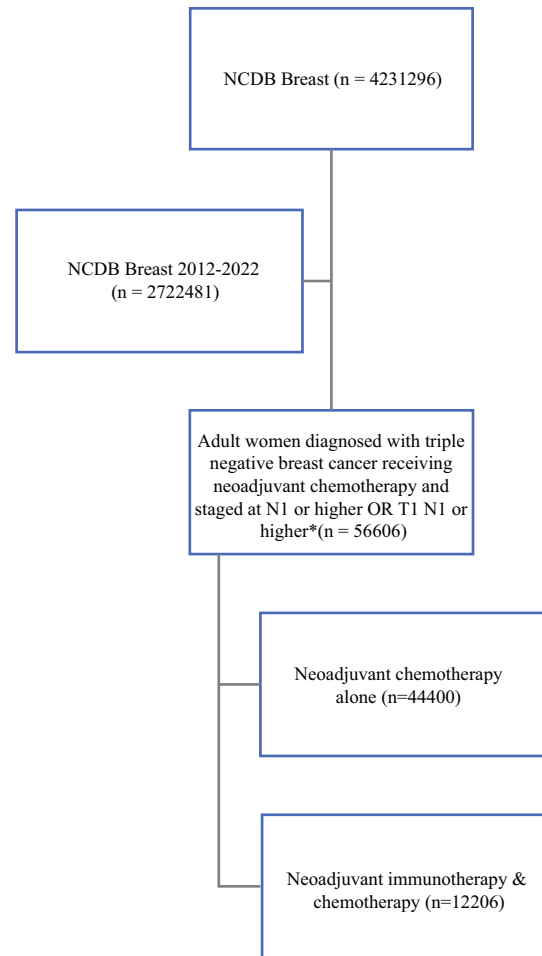 NCDB Breast (n = 4231296)
NCDB Breast 2012-2022
(n = 2722481)
Adult women diagnosed with triple
negative breast cancer receiving
neoadjuvant chemotherapy and
staged at N1 or higher OR T1 N1 or
higher*(n = 56606)
Neoadjuvant chemotherapy
alone (n=44400)
Neoadjuvant immunotherapy &
chemotherapy (n=12206)